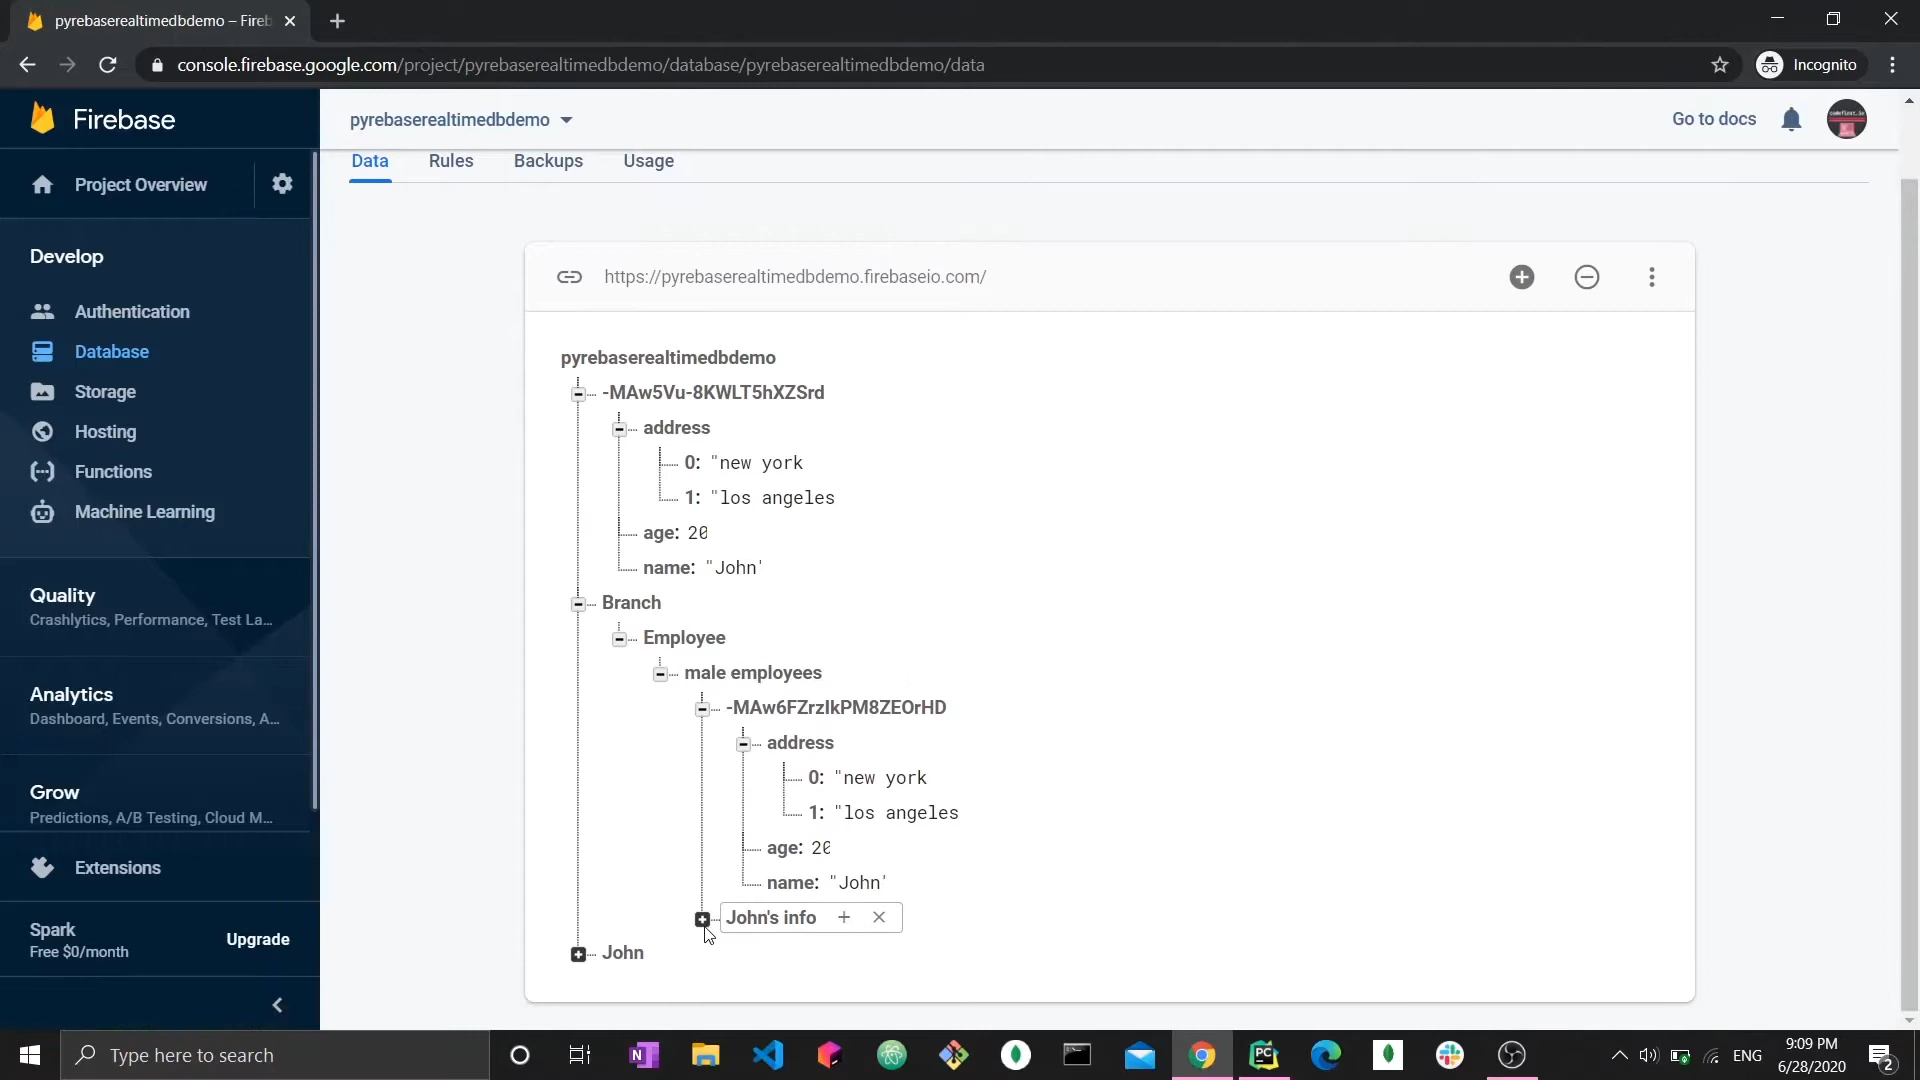 pyrebaserealtimedbdemo – Fireb
console.firebase.google.com/project/pyrebaserealtimedbdemo/database/pyrebaserealtimedbdemo/data
Incognito
Firebase
pyrebaserealtimedbdemo
Go to docs
Project Overview
Data
Rules
Backups
Usage
Develop
Authentication
Database
Storage
Hosting
Functions
Machine Learning
Quality
Crashlytics, Performance, Test La...
Analytics
Dashboard, Events, Conversions, A...
Grow
Predictions, A/B Testing, Cloud M...
Extensions
Spark
Free $0/month
Upgrade
https://pyrebaserealtimedbdemo.firebaseio.com/
pyrebaserealtimedbdemo
-MAw5Vu-8KWLT5hXZSrd
address
0: "new york
1: "los angeles
age: 20
name: "John'
Branch
Employee
male employees
-MAw6FZrzIkPM8ZEOrHD
address
0: "new york
1: "los angeles
age: 20
name: "John'
John's info + ×
John
Type here to search
N
PC
ENG
9:09 PM
6/28/2020
2